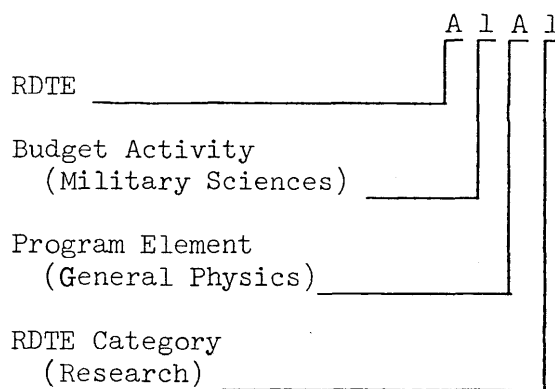 A 1 A 1
RDTE
Budget Activity
(Military Sciences)
Program Element
(General Physics)
RDTE Category
(Research)